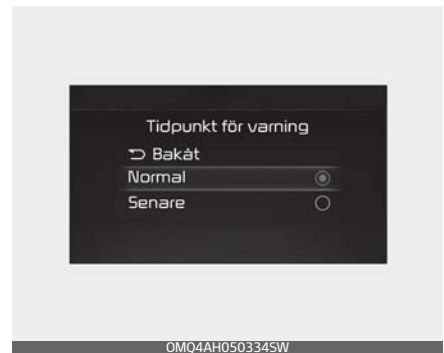 Tidpunkt för varning
Bakåt
Normal
Senare
OMQ4AH050334SW